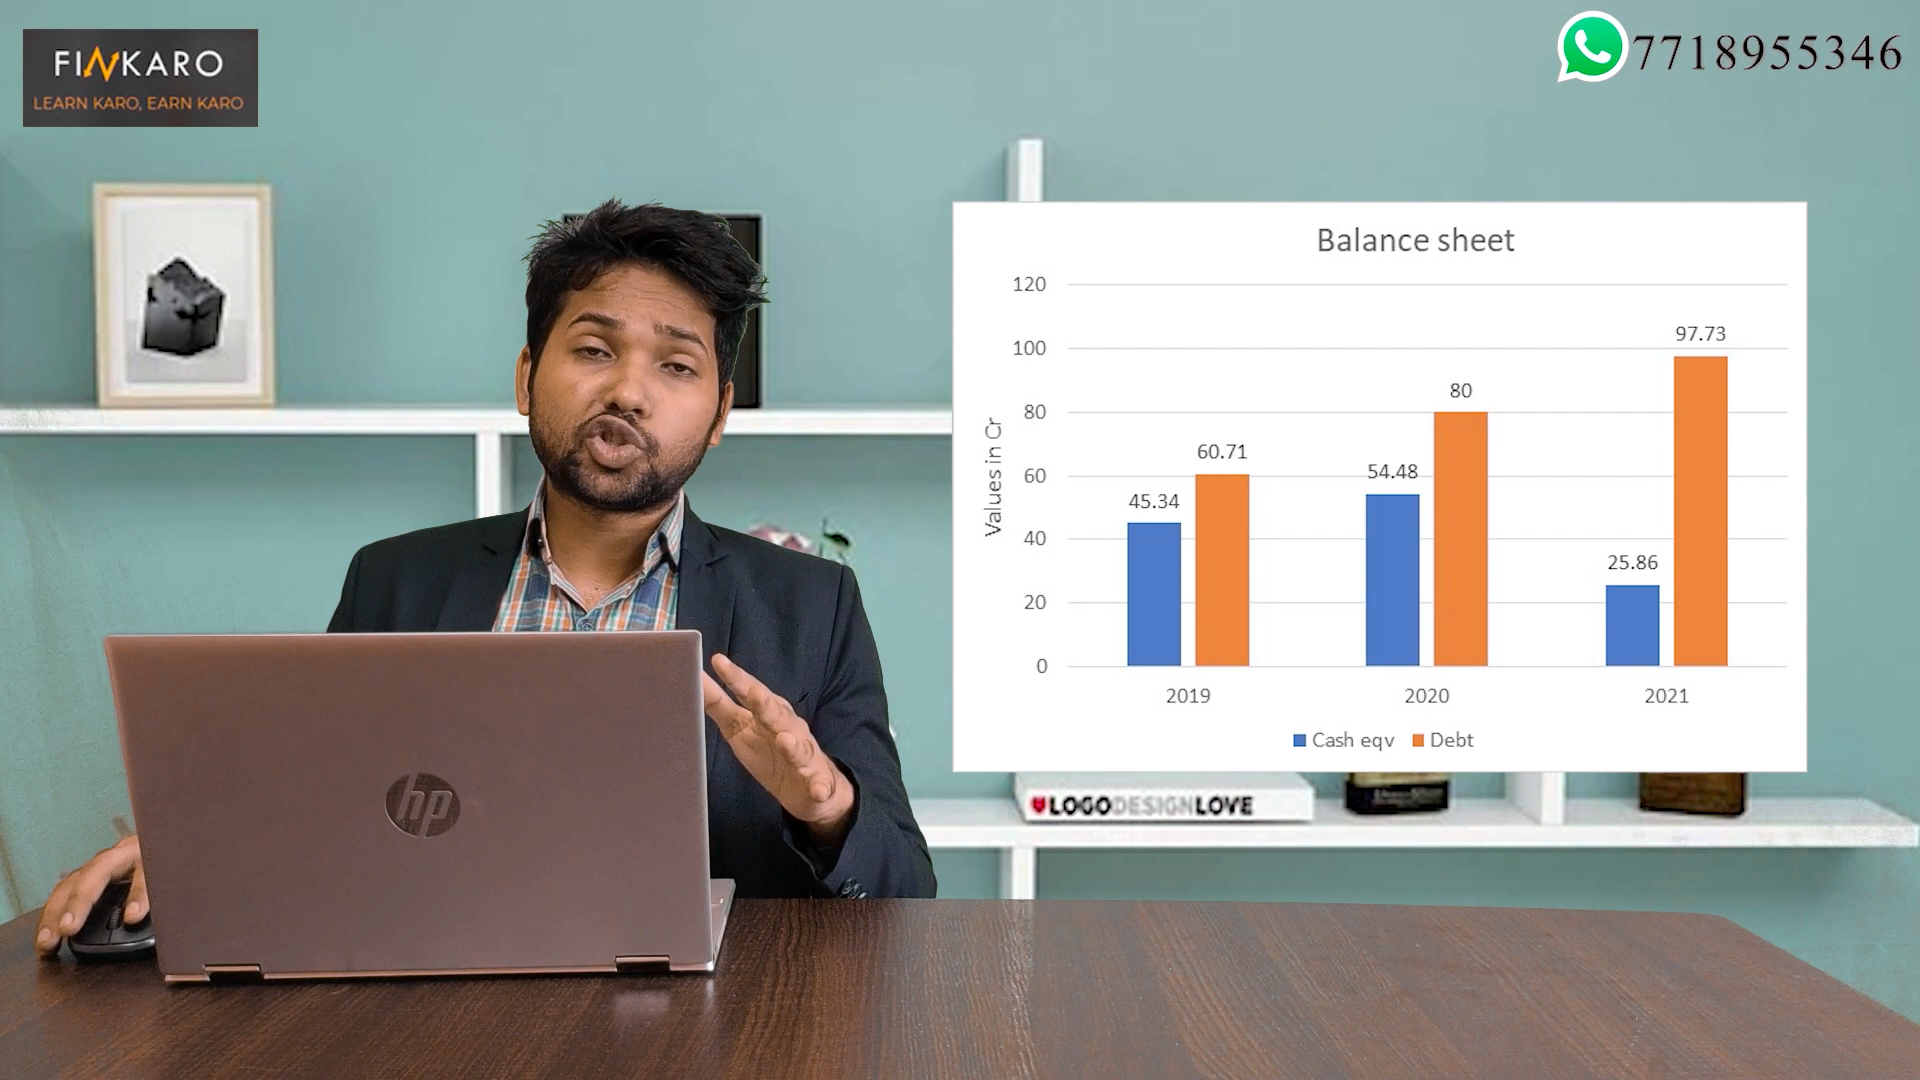 FINKARO
LEARN KARO, EARN KARO
7718955346
Balance sheet
Values in Cr
120
100
80
60
40
20
0
45.34
60.71
54.48
80
25.86
97.73
2019
2020
2021
Cash eqv
Debt
hp
LOGODESIGNLOVE